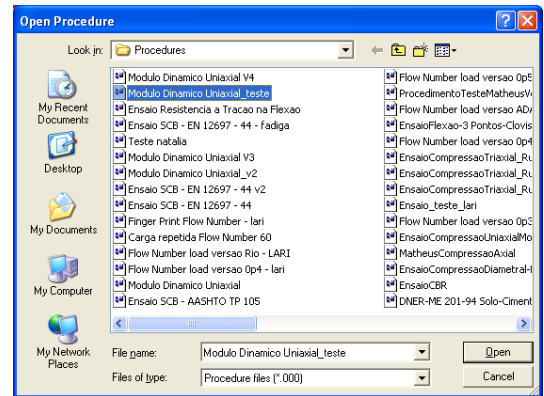 Open Procedure
Look in:
Procedures
My Recent
Documents
Desktop
My Documents
My Computer
My Network
Places
Modulo Dinamico Uniaxial V4
Modulo Dinamico Uniaxial_teste
Ensaio Resistencia a Tracao na Flexao
Ensaio SCB - EN 12697 - 44 - fadiga
Teste natalia
Modulo Dinamico Uniaxial V3
Modulo Dinamico Uniaxial_v2
Ensaio SCB - EN 12697 - 44 v2
Ensaio SCB - EN 12697 - 44
Finger Print Flow Number - lari
Carga repetida Flow Number 60
Flow Number load versao Rio - LARI
Flow Number load versao 0p4 - lari
Modulo Dinamico Uniaxial
Ensaio SCB - AASHTO TP 105
Flow Number load versao 0p5
ProcedimentoTesteMatheusV
Flow Number load versao AD
EnsaioFlexao-3 Pontos-Clovis
Flow Number load versao 0p4
EnsaioCompressaoTriaxial_Ru
EnsaioCompressaoTriaxial_Ru
EnsaioCompressaoTriaxial_Ru
Ensaio_teste_lari
Flow Number load versao 0p3
EnsaioCompressaoUniaxialMo
MatheusCompressaoAxial
EnsaioCompressaoDiametral-
EnsaioCBR
DNER-ME 201-94 Solo-Ciment
File name:
Modulo Dinamico Uniaxial_teste
Open
Files of type:
Procedure files (*.000)
Cancel